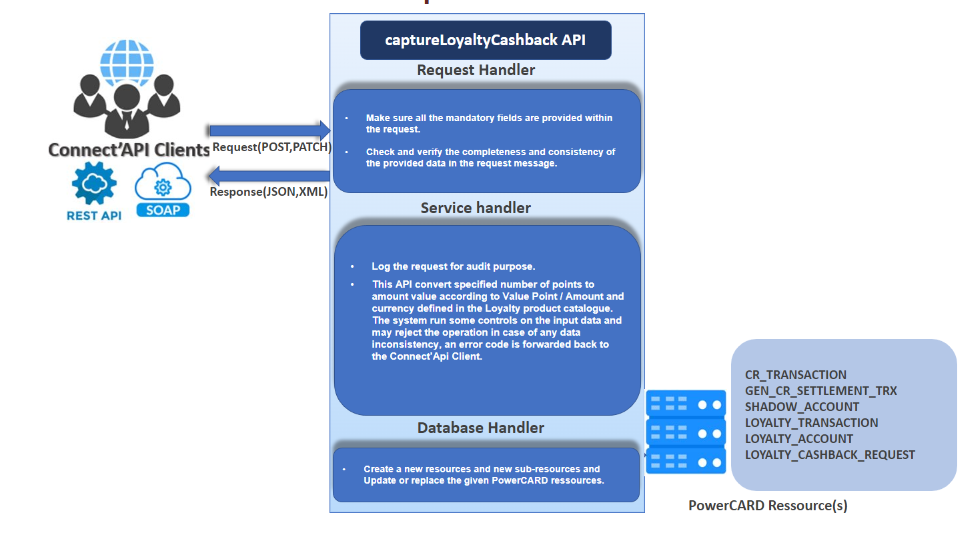 captureLoyaltyCashback API
Request Handler
• Make sure all the mandatory fields are provided within
the request.
• Check and verify the completeness and consistency of
the provided data in the request message.
Connect'API Clients
Request(POST,PATCH)
Response(JSON,XML)
REST API
SOAP
Service handler
• Log the request for audit purpose.
• This API convert specified number of points to
amount value according to Value Point / Amount and
currency defined in the Loyalty product catalogue.
The system run some controls on the input data and
may reject the operation in case of any data
inconsistency, an error code is forwarded back to
the Connect'Api Client.
Database Handler
• Create a new resources and new sub-resources and
Update or replace the given PowerCARD ressources.
CR_TRANSACTION
GEN_CR_SETTLEMENT_TRX
SHADOW_ACCOUNT
LOYALTY_TRANSACTION
LOYALTY_ACCOUNT
LOYALTY_CASHBACK_REQUEST
PowerCARD Ressource(s)